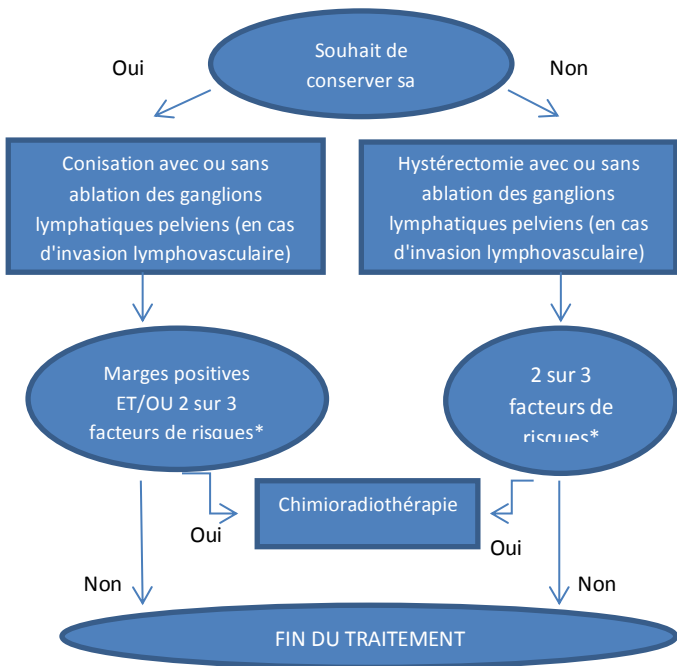 Souhait de
conserver sa
Oui
Non
Conisation avec ou sans
ablation des ganglions
lymphatiques pelviens (en cas
d'invasion lymphovasculaire)
Hystérectomie avec ou sans
ablation des ganglions
lymphatiques pelviens (en cas
d'invasion lymphovasculaire)
Marges positives
ET/OU 2 sur 3
facteurs de risques*
2 sur 3
facteurs de
risques*
Chimioradiothérapie
Oui
Oui
Non
Non
FIN DU TRAITEMENT